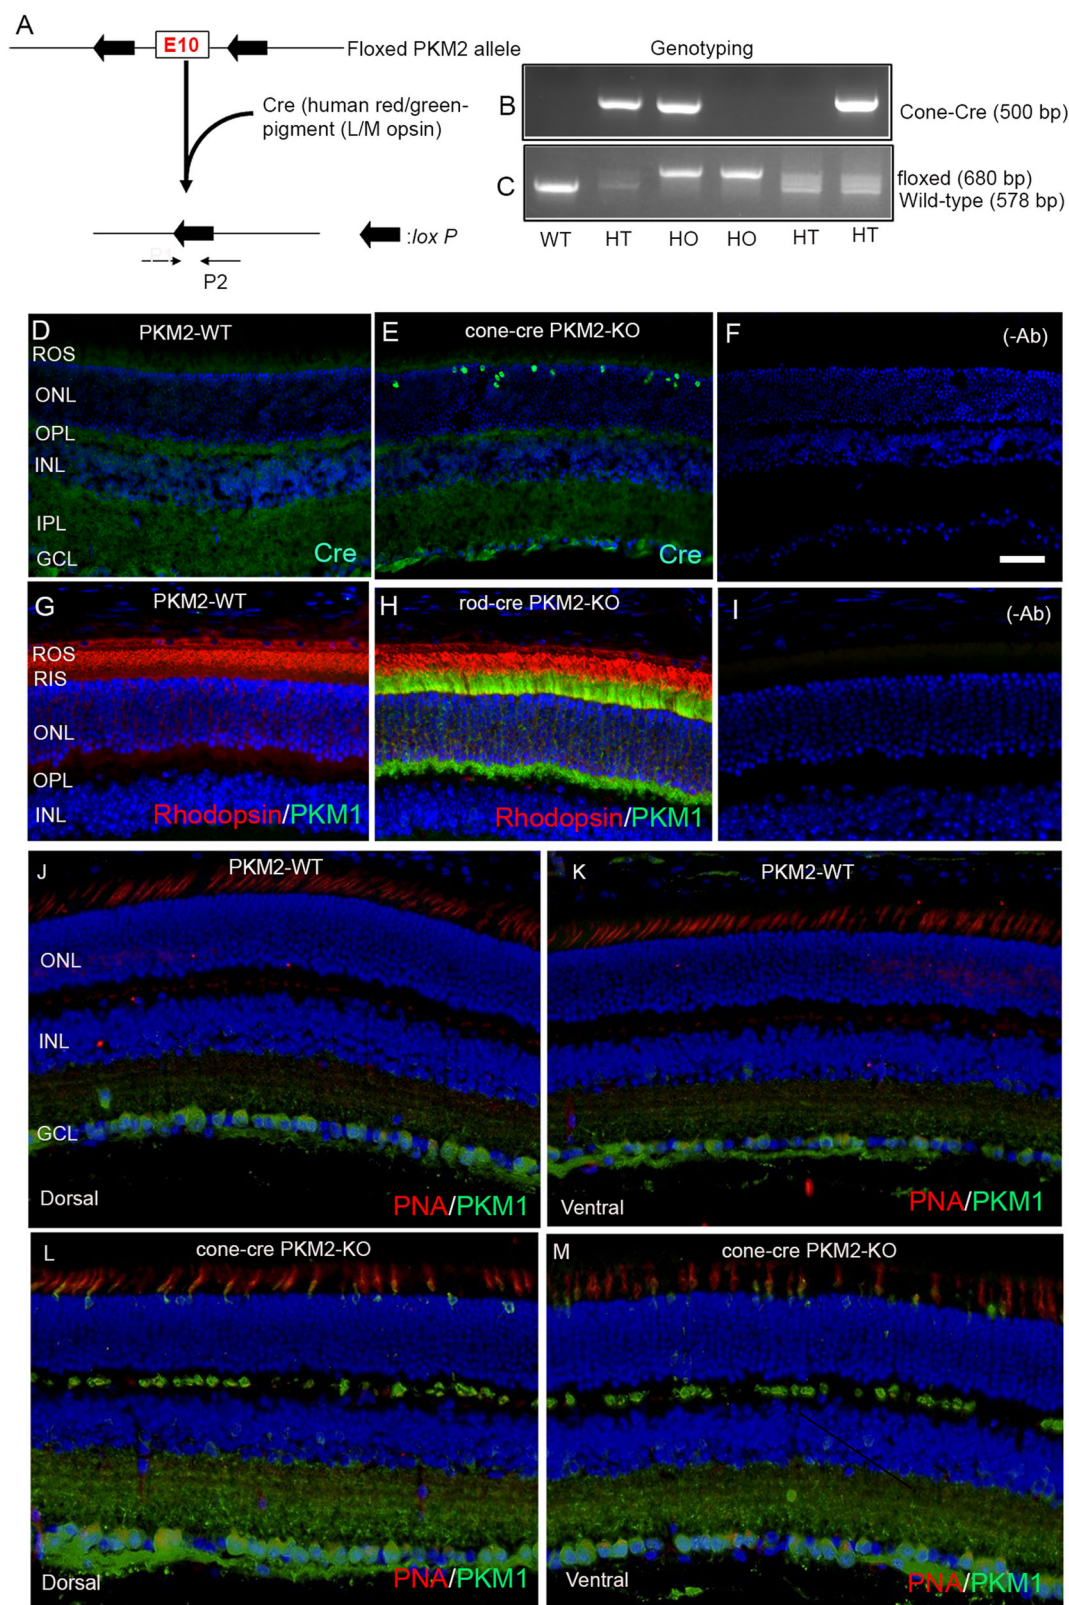 A
E10
Floxed PKM2 allele
Cre (human red/green-
pigment (L/M opsin)
:lox P
P2
Genotyping
B
Cone-Cre (500 bp)
C
floxed (680 bp)
Wild-type (578 bp)
WT HT HO HO HT HT
D
PKM2-WT
ROS
ONL
OPL
INL
IPL
GCL
Cre
E
cone-cre PKM2-KO
Cre
F
(-Ab)
G
PKM2-WT
ROS
RIS
ONL
OPL
INL
Rhodopsin/PKM1
H
rod-cre PKM2-KO
Rhodopsin/PKM1
I
(-Ab)
J
PKM2-WT
ONL
INL
GCL
Dorsal
PNA/PKM1
K
PKM2-WT
Ventral
PNA/PKM1
L
cone-cre PKM2-KO
Dorsal
PNA/PKM1
M
cone-cre PKM2-KO
Ventral
PNA/PKM1